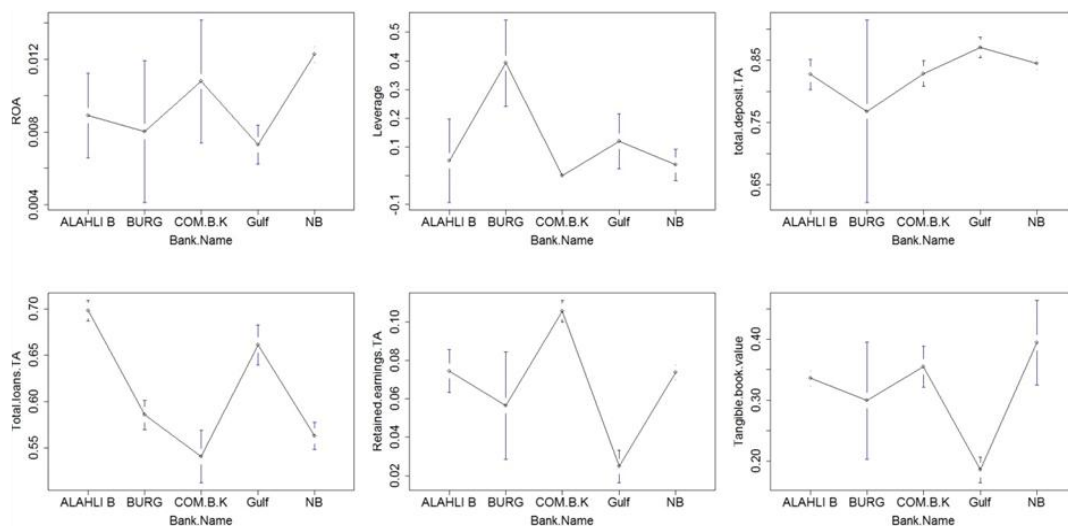 ROA
0.004 0.008 0.012
ALAHLI B BURG COM.B.K Gulf NB
Bank.Name
Leverage
-0.1 0.1 0.2 0.3 0.4 0.5
ALAHLI B BURG COM.B.K Gulf NB
Bank.Name
total.deposit.TA
0.65 0.75 0.85
ALAHLI B BURG COM.B.K Gulf NB
Bank.Name
Total.loans.TA
0.55 0.60 0.65 0.70
ALAHLI B BURG COM.B.K Gulf NB
Bank.Name
Retained.earnings.TA
0.02 0.04 0.06 0.08 0.10
ALAHLI B BURG COM.B.K Gulf NB
Bank.Name
Tangible.book.value
0.20 0.30 0.40
ALAHLI B BURG COM.B.K Gulf NB
Bank.Name